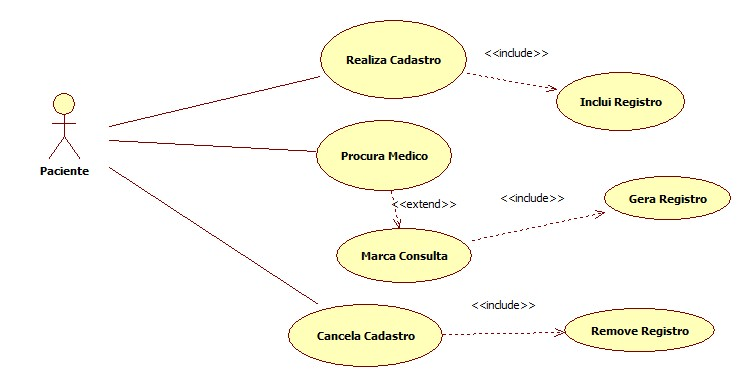 Realiza Cadastro
<<include>>
Inclui Registro
Paciente
Procura Medico
<<extend>>
<<include>>
Gera Registro
Marca Consulta
<<include>>
Cancela Cadastro
Remove Registro